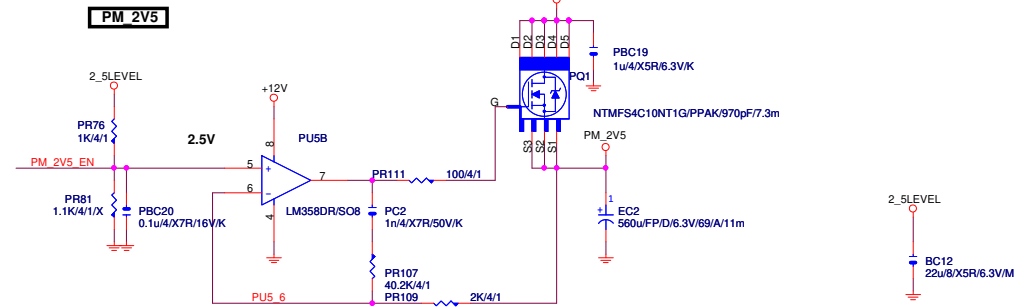 PM_2V5
2_5LEVEL
+12V
D1
D2
D3
D4
D5
PBC19
1u/4/X5R/6.3V/K
PQ1
G
NTMFS4C10NT1G/PPAK/970pF/7.3m
PR76
1K/4/1
2.5V
PU5B
8
S3
S2
S1
PM_2V5
PM_2V5_EN
5
+
6
-
7
PR111
100/4/1
PR81
1.1K/4/1/X
PBC20
0.1u/4/X7R/16V/K
4
LM358DR/SO8
PC2
1n/4/X7R/50V/K
1
+
EC2
560u/FP/D/6.3V/69/A/11m
2_5LEVEL
BC12
22u/8/X5R/6.3V/M
PR107
40.2K/4/1
PU5_6
PR109
2K/4/1